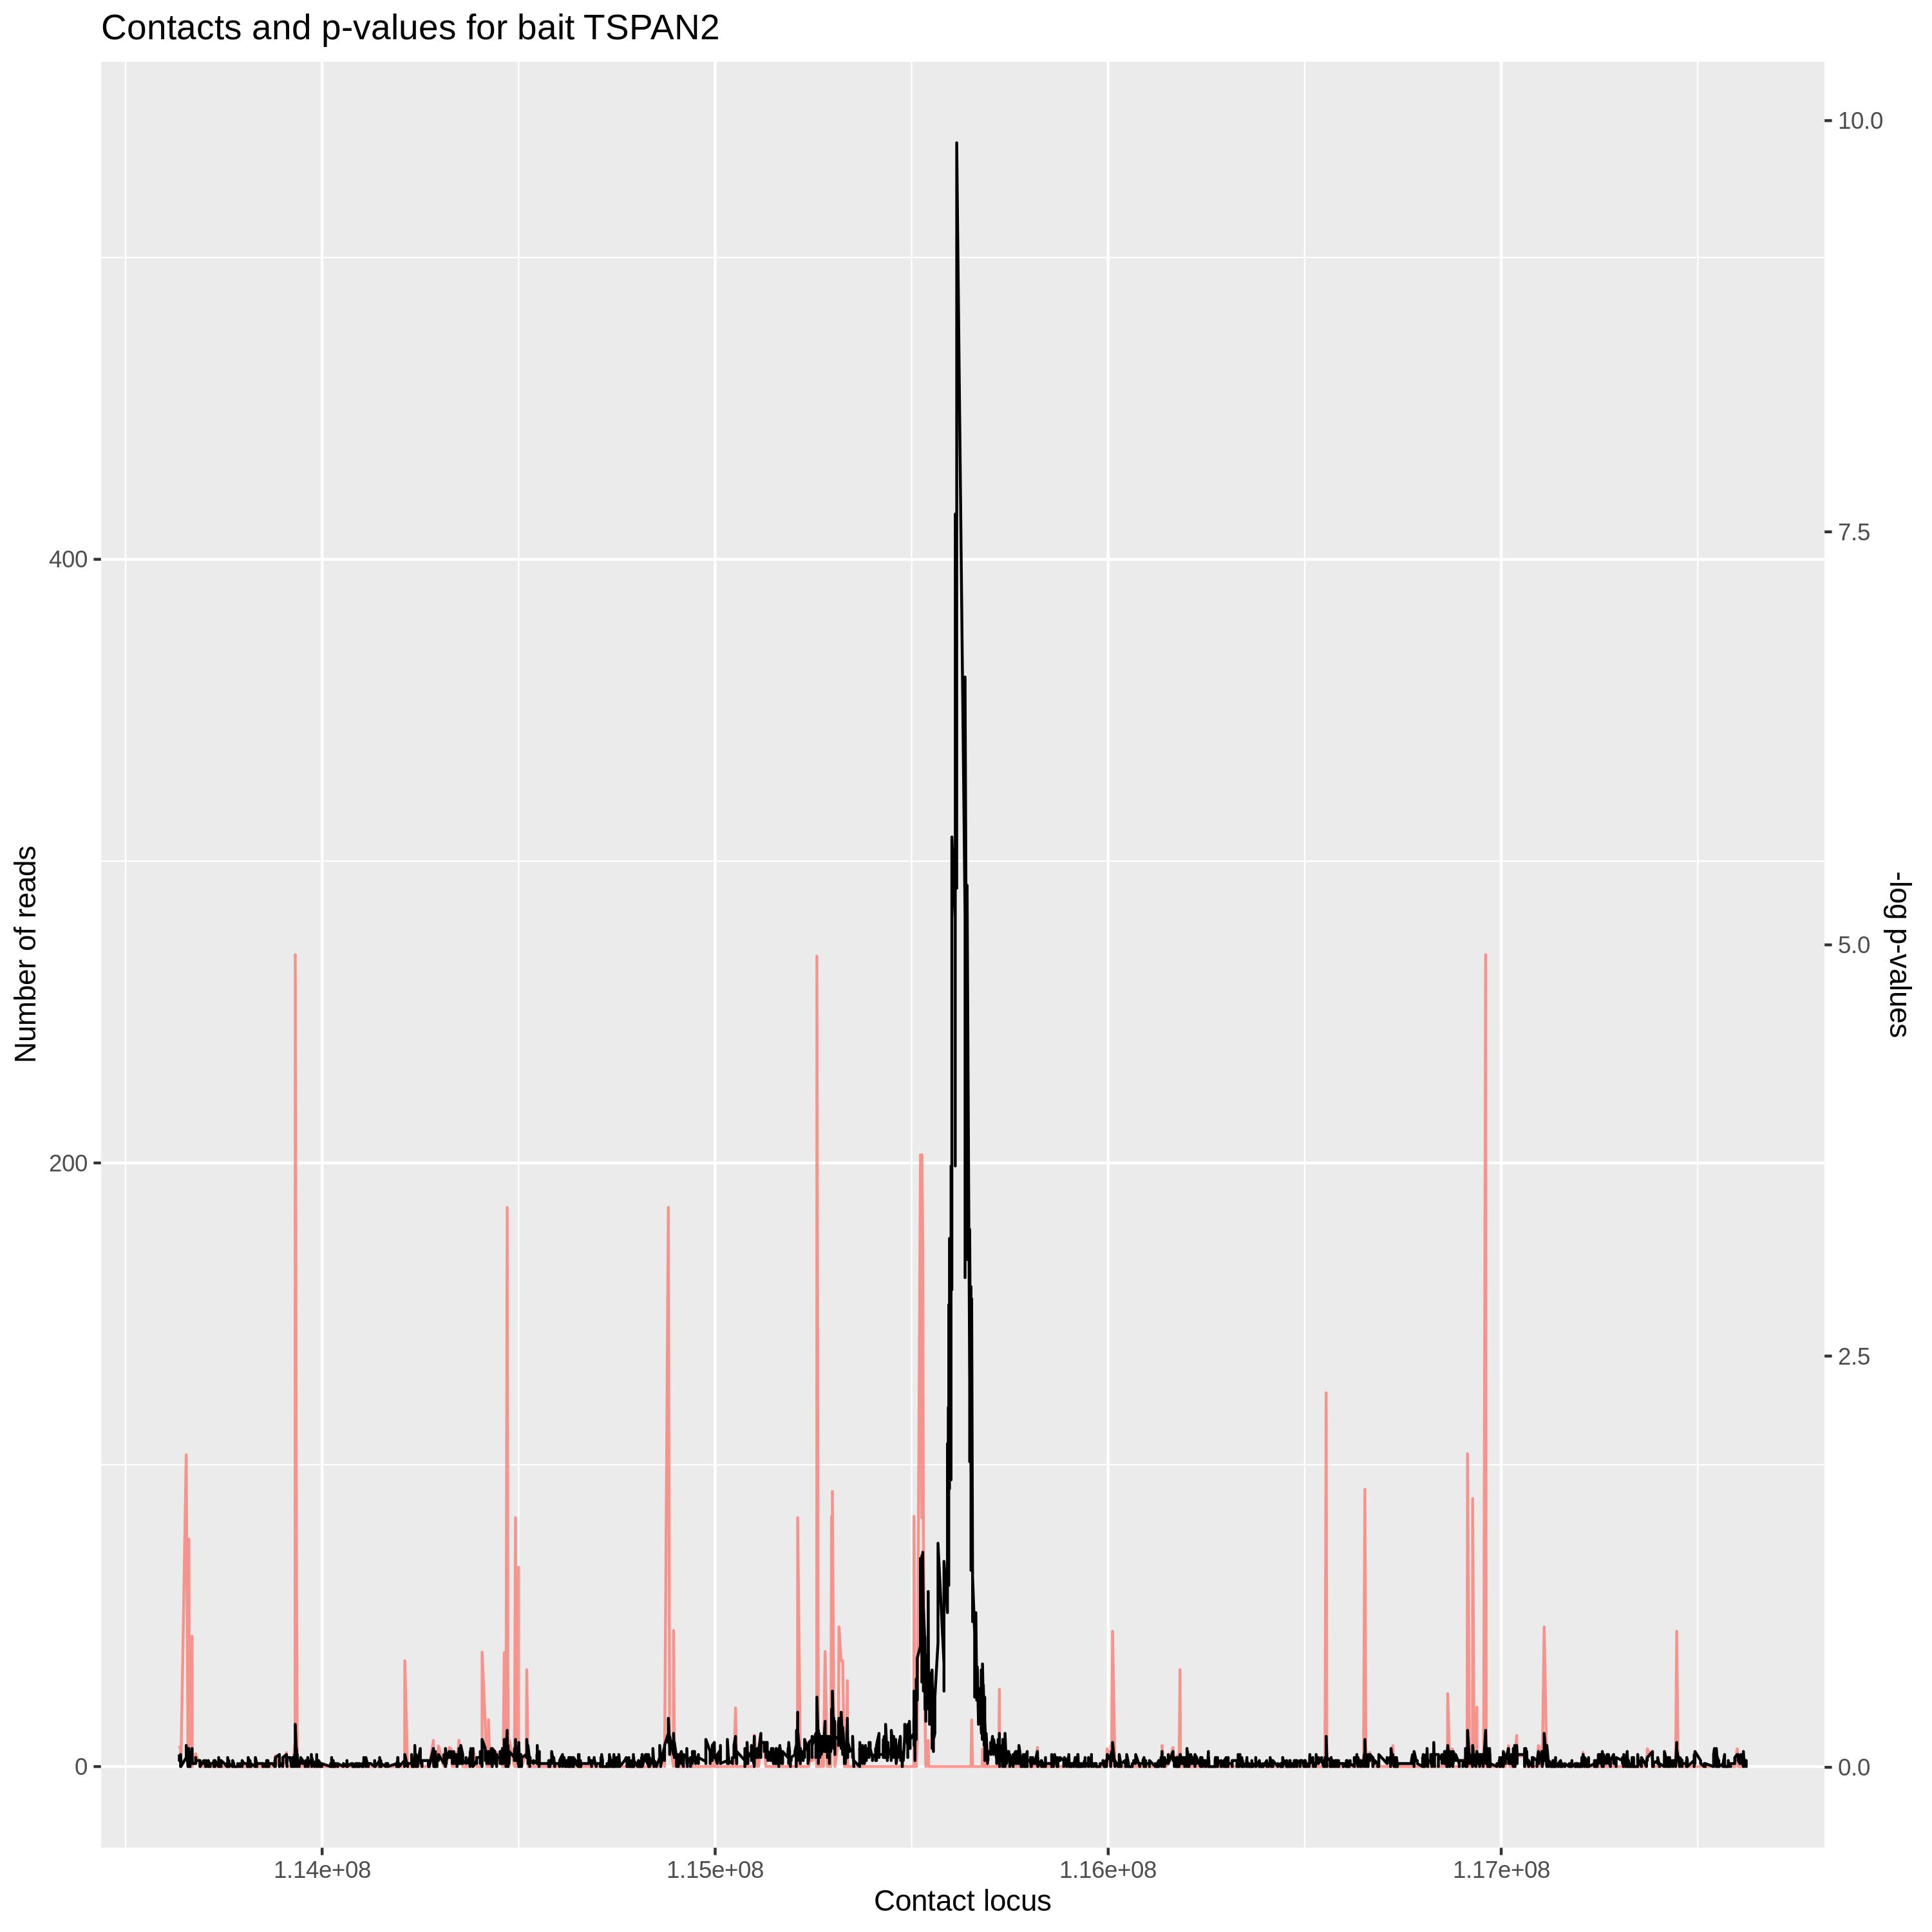 Contacts and p-values for bait TSPAN2
10.0
7.5
400
5.0
Number of reads
-log p-values
200
2.5
0
0.0
1.14e+08
1.15e+08
1.16e+08
1.17e+08
Contact locus